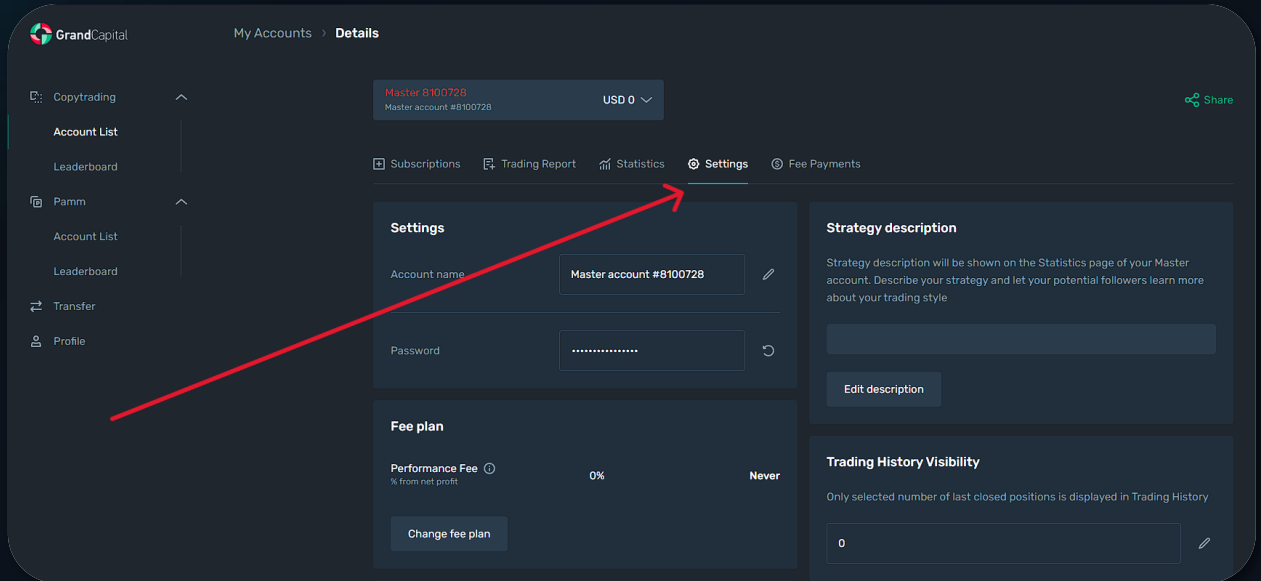 GrandCapital
My Accounts › Details
Copytrading
Account List
Leaderboard
Pamm
Account List
Leaderboard
Transfer
Profile
Master 8100728
Master account #8100728
USD 0
Share
Subscriptions
Trading Report
Statistics
Settings
Fee Payments
Settings
Account name
Master account #8100728
Password
••••••••••••••••
Fee plan
Performance Fee
% from net profit
0%
Never
Change fee plan
Strategy description
Strategy description will be shown on the Statistics page of your Master
account. Describe your strategy and let your potential followers learn more
about your trading style
Edit description
Trading History Visibility
Only selected number of last closed positions is displayed in Trading History
0